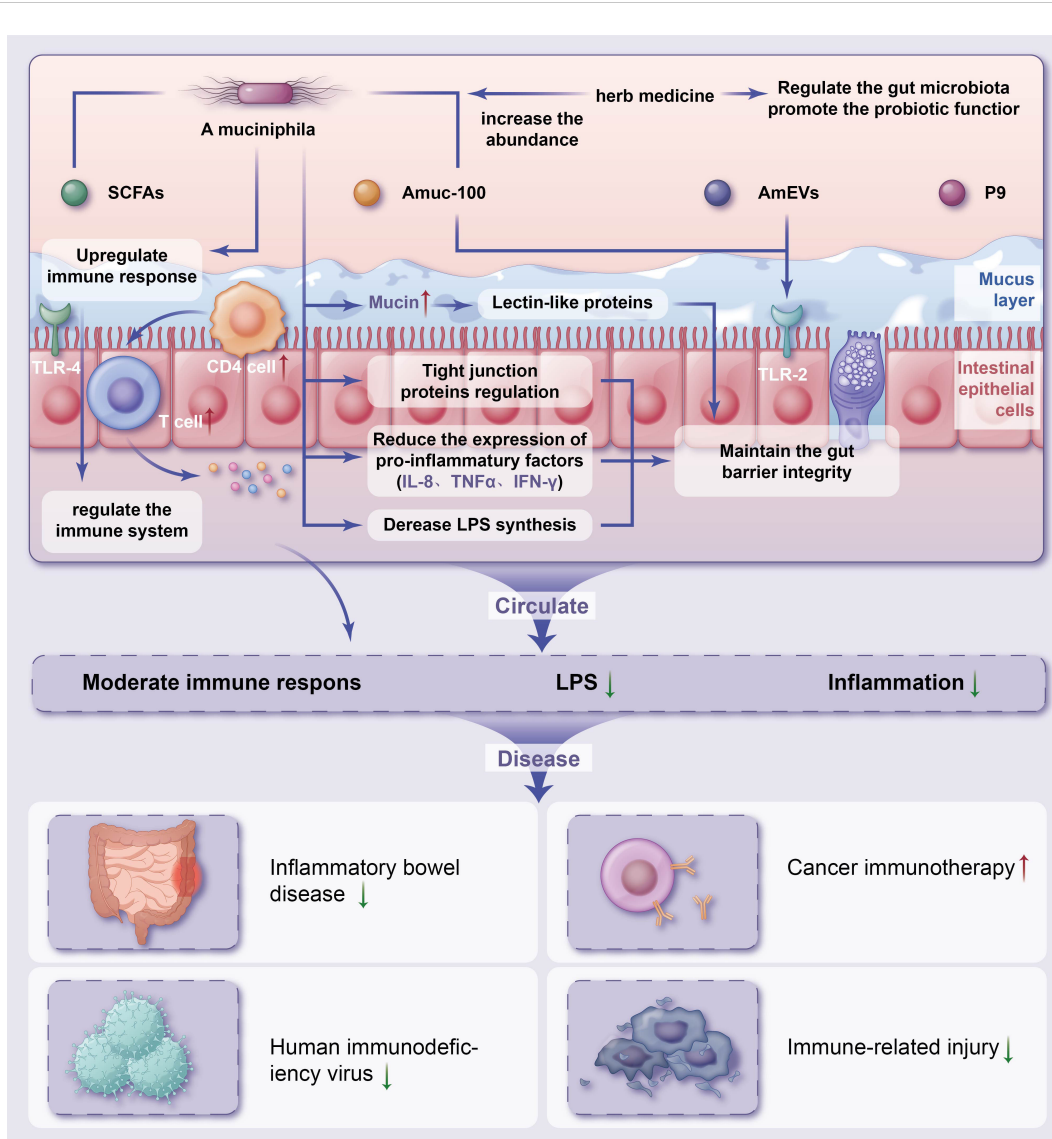 herb medicine
Regulate the gut microbiota
promote the probiotic functior
increase the
abundance
A muciniphila
SCFAs
Amuc-100
AmEVs
P9
Upregulate
immune response
Mucus
layer
Mucin
Lectin-like proteins
TLR-4
CD4 cell
Tight junction
proteins regulation
TLR-2
Intestinal
epithelial
cells
T cell
Reduce the expression of
pro-inflammatury factors
(IL-8、TNFα、IFN-γ)
Maintain the gut
barrier integrity
regulate the
immune system
Derease LPS synthesis
Circulate
Moderate immune respons
LPS
Inflammation
Disease
Inflammatory bowel
disease
Cancer immunotherapy
Human immunodefic-
iency virus
Immune-related injury